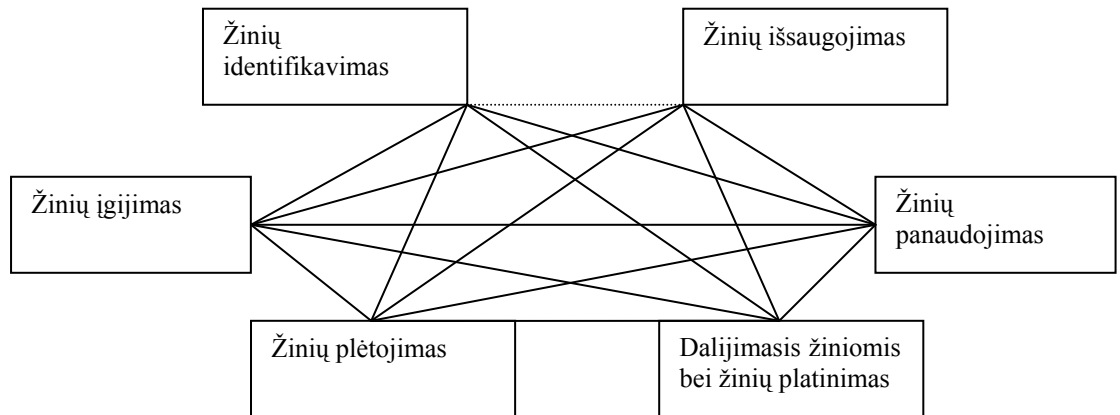 Žinių
identifikavimas
Žinių išsaugojimas
Žinių įgijimas
Žinių
panaudojimas
Žinių plėtojimas
Dalijimasis žiniomis
bei žinių platinimas